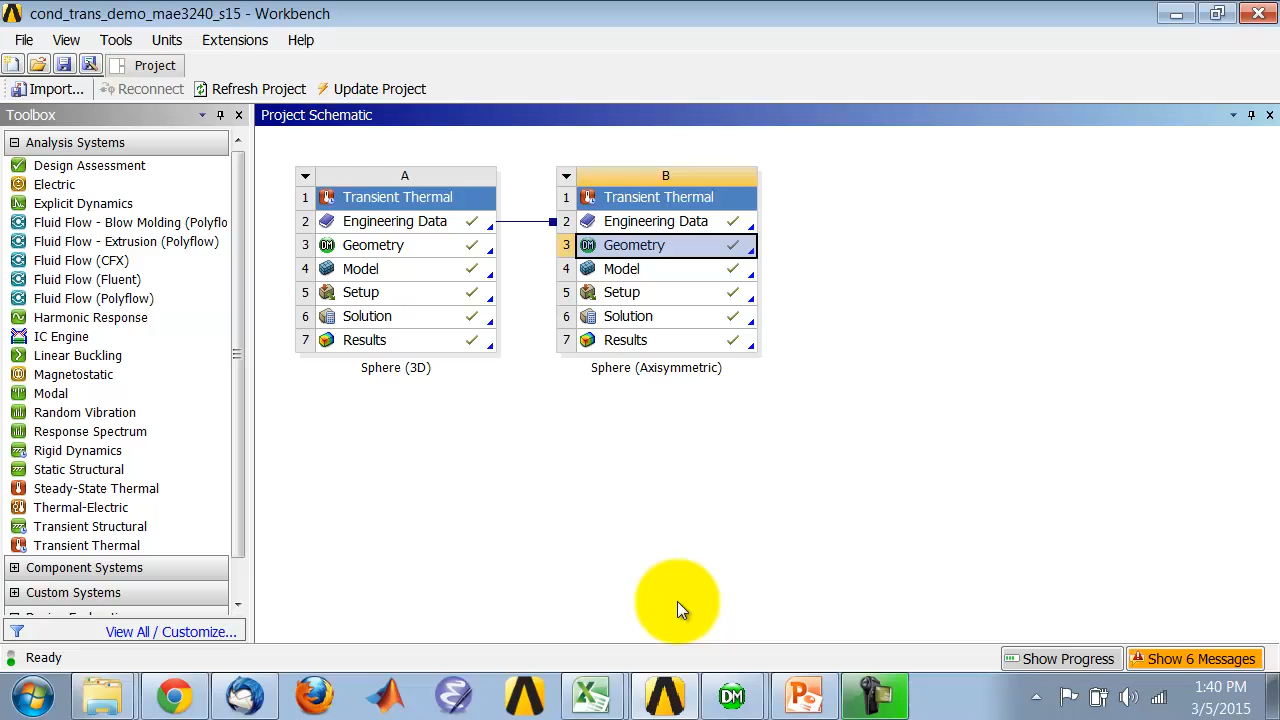 cond_trans_demo_mae3240_s15 - Workbench
File View Tools Units Extensions Help
Project
Import... Reconnect Refresh Project Update Project
Toolbox
Project Schematic
Analysis Systems
Design Assessment
Electric
Explicit Dynamics
Fluid Flow - Blow Molding (Polyflo
Fluid Flow - Extrusion (Polyflow)
Fluid Flow (CFX)
Fluid Flow (Fluent)
Fluid Flow (Polyflow)
Harmonic Response
IC Engine
Linear Buckling
Magnetostatic
Modal
Random Vibration
Response Spectrum
Rigid Dynamics
Static Structural
Steady-State Thermal
Thermal-Electric
Transient Structural
Transient Thermal
Component Systems
Custom Systems
View All / Customize...
A
1 Transient Thermal
2 Engineering Data
3 DM Geometry
4 Model
5 Setup
6 Solution
7 Results
Sphere (3D)
B
1 Transient Thermal
2 Engineering Data
3 DM Geometry
4 Model
5 Setup
6 Solution
7 Results
Sphere (Axisymmetric)
Ready
Show Progress
Show 6 Messages
DM
1:40 PM
3/5/2015